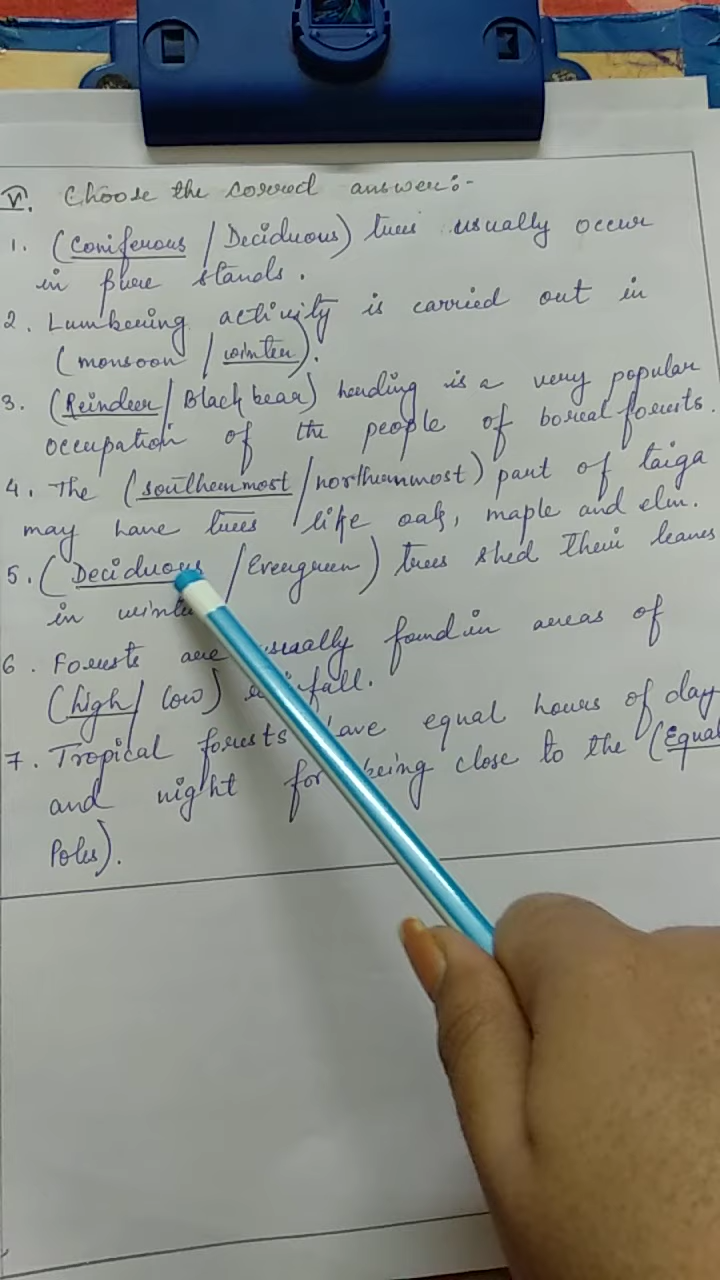 V. Choose the correct answer:-
1. (Coniferous / Deciduous) trees usually occur
in pure stands.
2. Lumbering activity is carried out in
(monsoon / winter).
3. (Reindeer / Black bear) herding is a very popular
occupation of the people of boreal forests.
4. The (southernmost / northernmost) part of taiga
may have trees like oak, maple and elm.
5. (Deciduous / Evergreen) trees shed their leaves
in
6. Forests are usually found in areas of
(high / low) rainfall.
7. Tropical forests have equal hours of day
and night for being close to the (Equa
Poles).